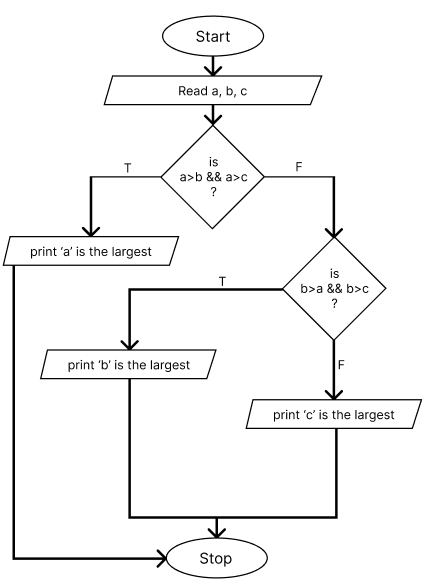 Start
Read a, b, c
is
a>b && a>c
?
T
F
print ‘a’ is the largest
is
b>a && b>c
?
T
F
print ‘b’ is the largest
print ‘c’ is the largest
Stop